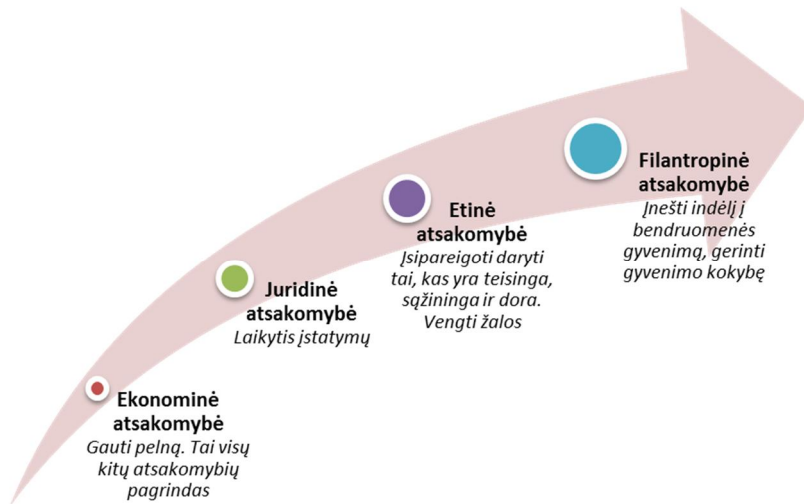 Ekonominė
atsakomybė
Gauti pelną. Tai visų
kitų atsakomybių
pagrindas
Juridinė
atsakomybė
Laikytis įstatymų
Etinė
atsakomybė
Įsipareigoti daryti
tai, kas yra teisinga,
sąžininga ir dora.
Vengti žalos
Filantropinė
atsakomybė
Įnešti indėlį į
bendruomenės
gyvenimą, gerinti
gyvenimo kokybę